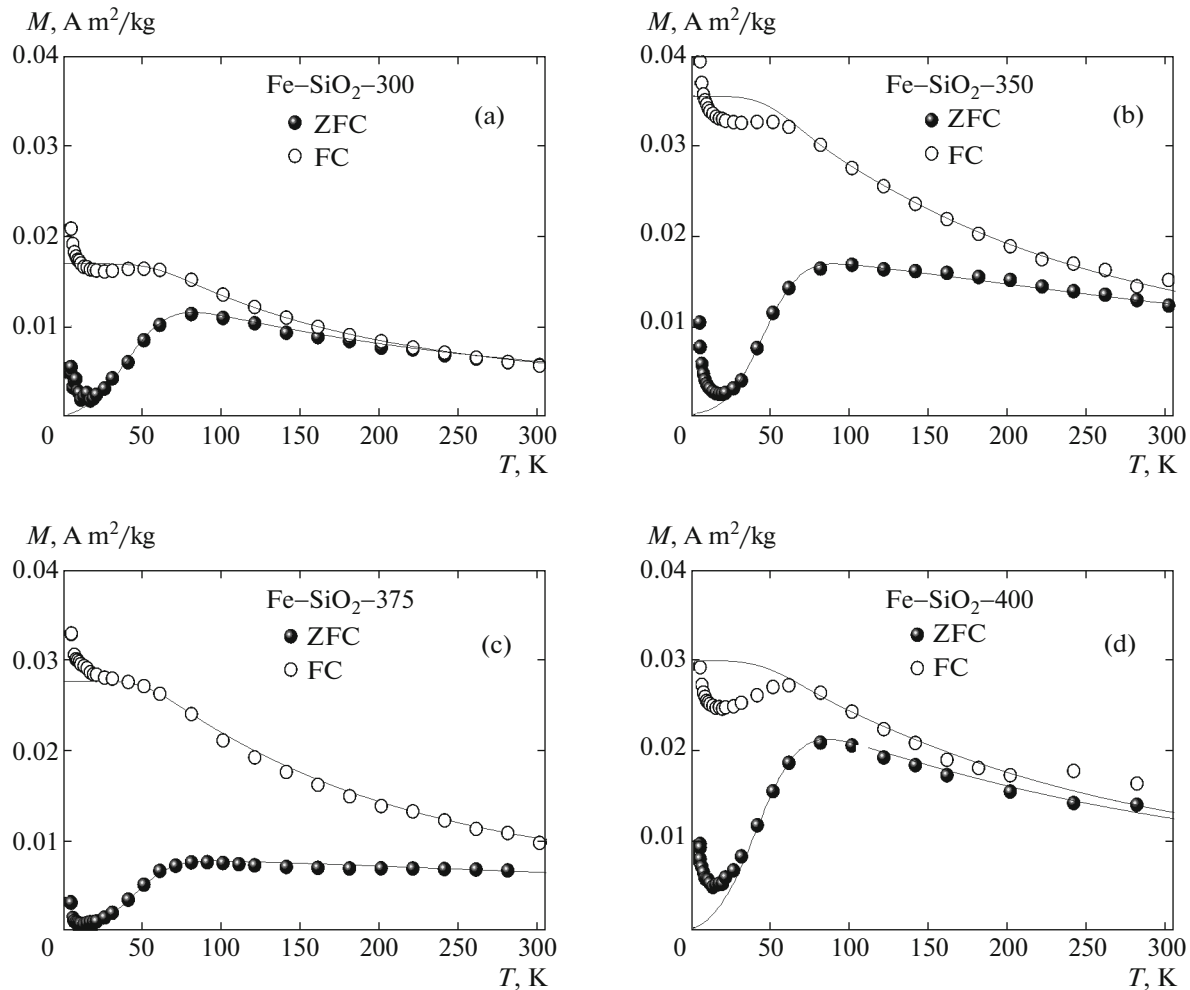 M, A m²/kg
0.04
0.03
0.02
0.01
Fe–SiO₂–300
ZFC
FC
(a)
0 50 100 150 200 250 300
T, K
M, A m²/kg
0.04
0.03
0.02
0.01
Fe–SiO₂–350
ZFC
FC
(b)
0 50 100 150 200 250 300
T, K
M, A m²/kg
0.04
0.03
0.02
0.01
Fe–SiO₂–375
ZFC
FC
(c)
0 50 100 150 200 250 300
T, K
M, A m²/kg
0.04
0.03
0.02
0.01
Fe–SiO₂–400
ZFC
FC
(d)
0 50 100 150 200 250 300
T, K